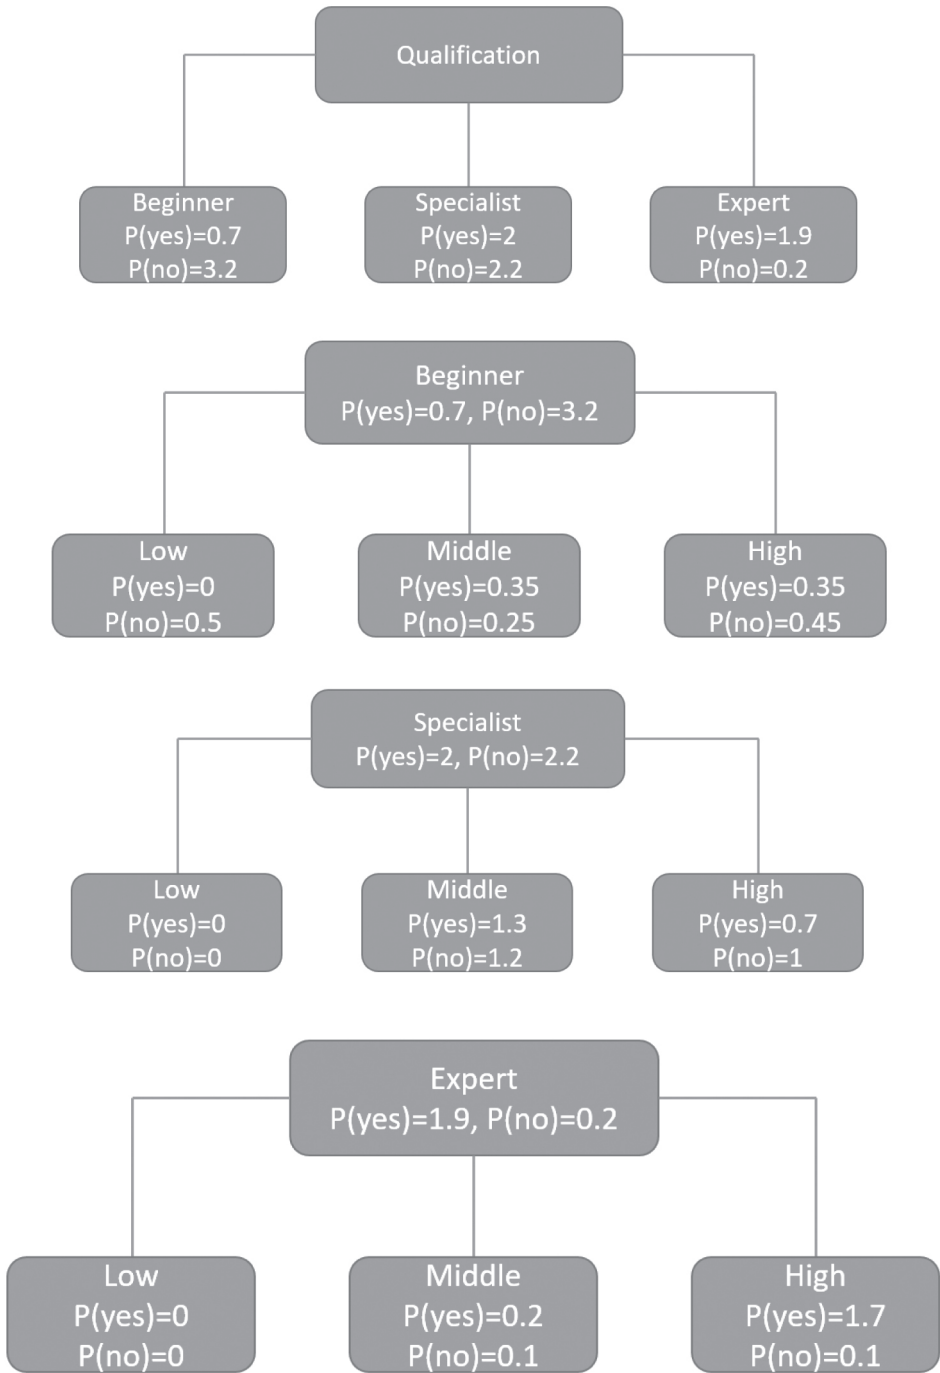 Qualification
Beginner
P(yes)=0.7
P(no)=3.2
Specialist
P(yes)=2
P(no)=2.2
Expert
P(yes)=1.9
P(no)=0.2
Beginner
P(yes)=0.7, P(no)=3.2
Low
P(yes)=0
P(no)=0.5
Middle
P(yes)=0.35
P(no)=0.25
High
P(yes)=0.35
P(no)=0.45
Specialist
P(yes)=2, P(no)=2.2
Low
P(yes)=0
P(no)=0
Middle
P(yes)=1.3
P(no)=1.2
High
P(yes)=0.7
P(no)=1
Expert
P(yes)=1.9, P(no)=0.2
Low
P(yes)=0
P(no)=0
Middle
P(yes)=0.2
P(no)=0.1
High
P(yes)=1.7
P(no)=0.1